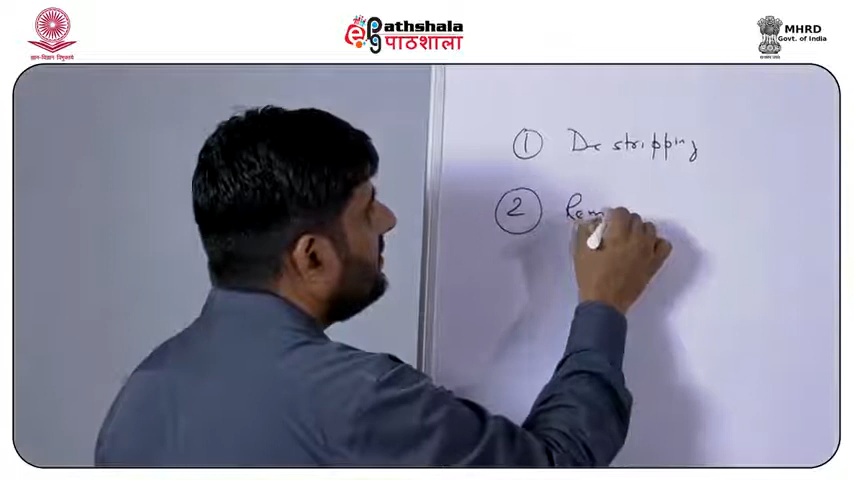 ePathshala
पाठशाला
MHRD
Govt. of India
① De stripping
② Rem